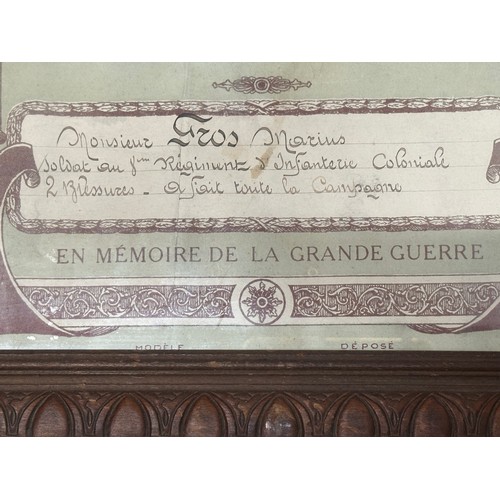 Monsieur Fros Marius
Soldat au 8me Régiment d'Infanterie Coloniale
2 Blessures - A fait toute la Campagne
EN MÉMOIRE DE LA GRANDE GUERRE
MODÈLE DÉPOSÉ